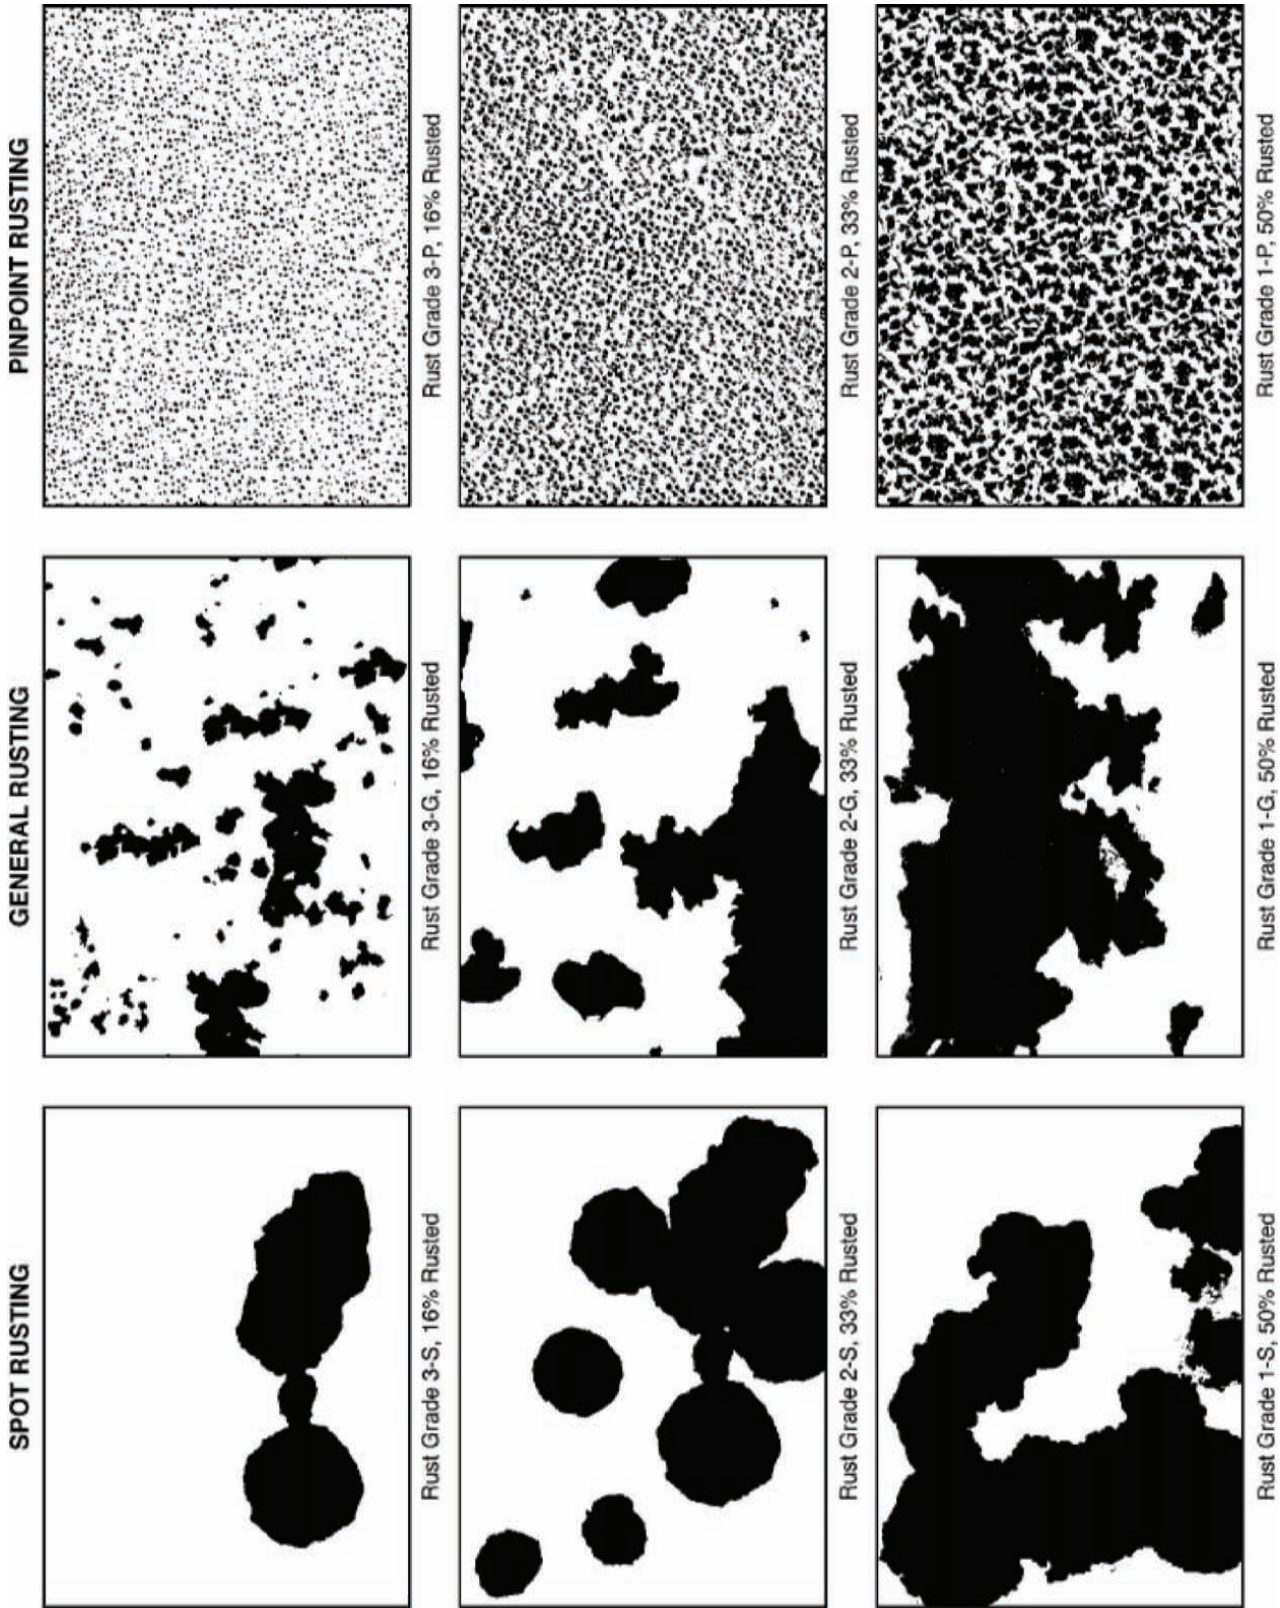 SPOT RUSTING
GENERAL RUSTING
PINPOINT RUSTING
Rust Grade 3-S, 16% Rusted
Rust Grade 3-G, 16% Rusted
Rust Grade 3-P, 16% Rusted
Rust Grade 2-S, 33% Rusted
Rust Grade 2-G, 33% Rusted
Rust Grade 2-P, 33% Rusted
Rust Grade 1-S, 50% Rusted
Rust Grade 1-G, 50% Rusted
Rust Grade 1-P, 50% Rusted